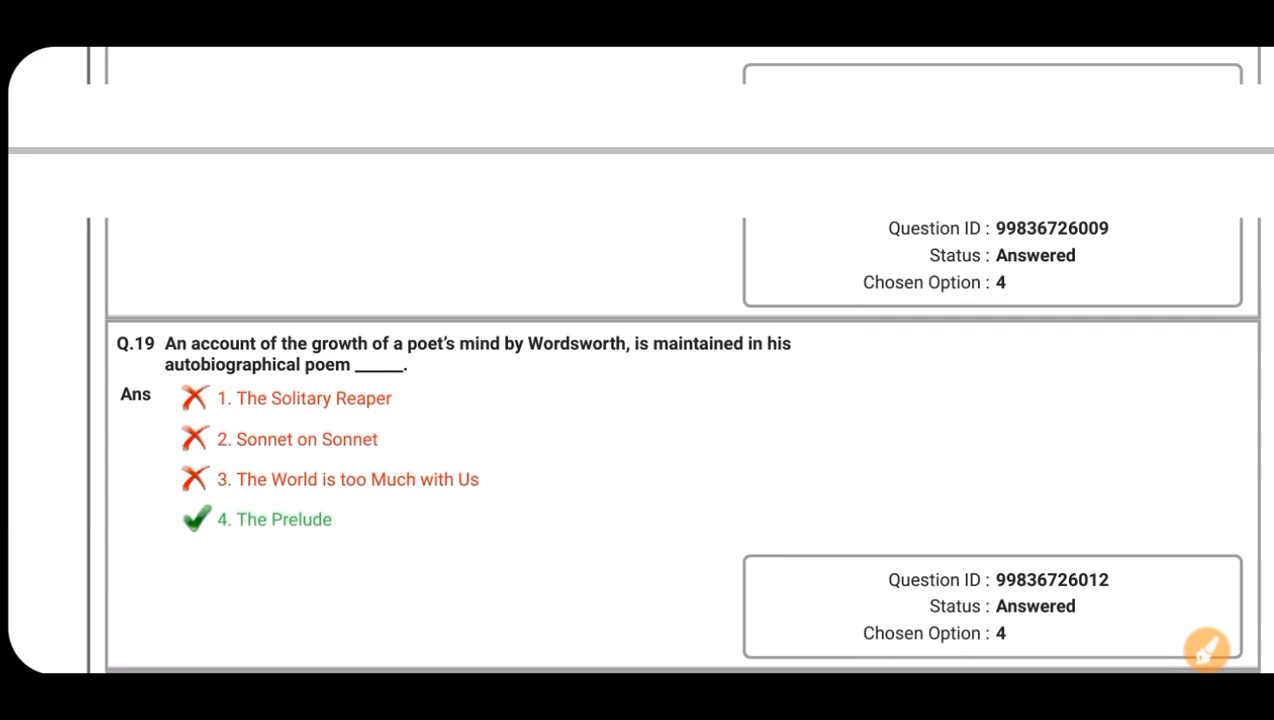 Question ID : 99836726009
Status : Answered
Chosen Option : 4
Q.19 An account of the growth of a poet's mind by Wordsworth, is maintained in his
autobiographical poem _____.
Ans
1. The Solitary Reaper
2. Sonnet on Sonnet
3. The World is too Much with Us
4. The Prelude
Question ID : 99836726012
Status : Answered
Chosen Option : 4